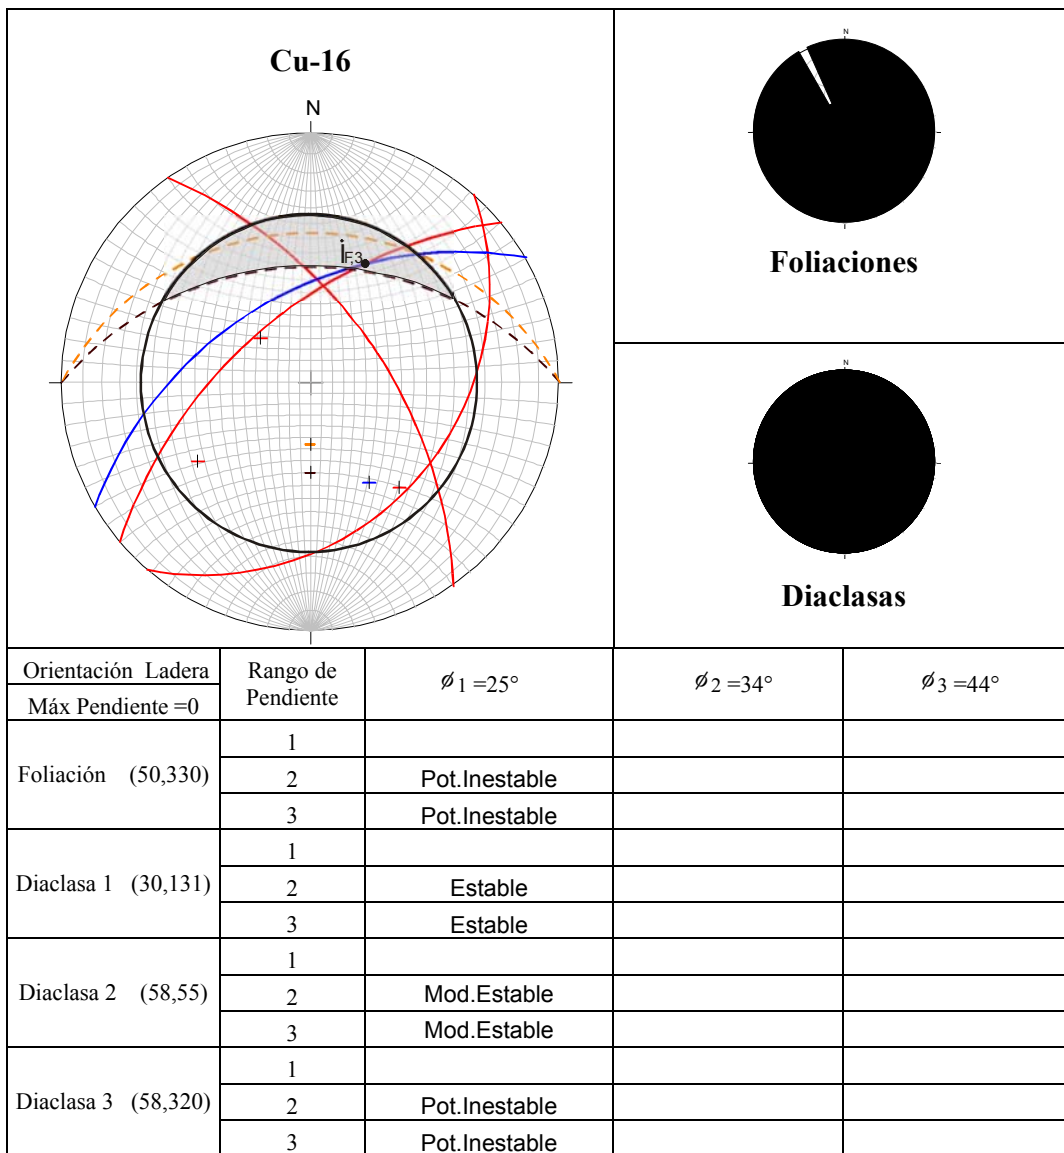 Cu-16
N
iF,3
N
Foliaciones
N
Diaclasas
Orientación Ladera
Máx Pendiente =0
Rango de
Pendiente
ϕ1 =25°
ϕ2 =34°
ϕ3 =44°
Foliación (50,330)
1
2 Pot.Inestable
3 Pot.Inestable
Diaclasa 1 (30,131)
1
2 Estable
3 Estable
Diaclasa 2 (58,55)
1
2 Mod.Estable
3 Mod.Estable
Diaclasa 3 (58,320)
1
2 Pot.Inestable
3 Pot.Inestable